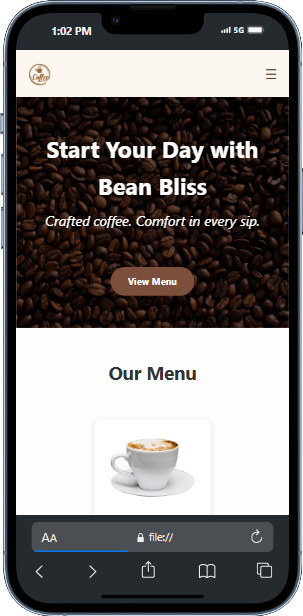 1:02 PM
5G
Coffee
Start Your Day with
Bean Bliss
Crafted coffee. Comfort in every sip.
View Menu
Our Menu
AA
file://